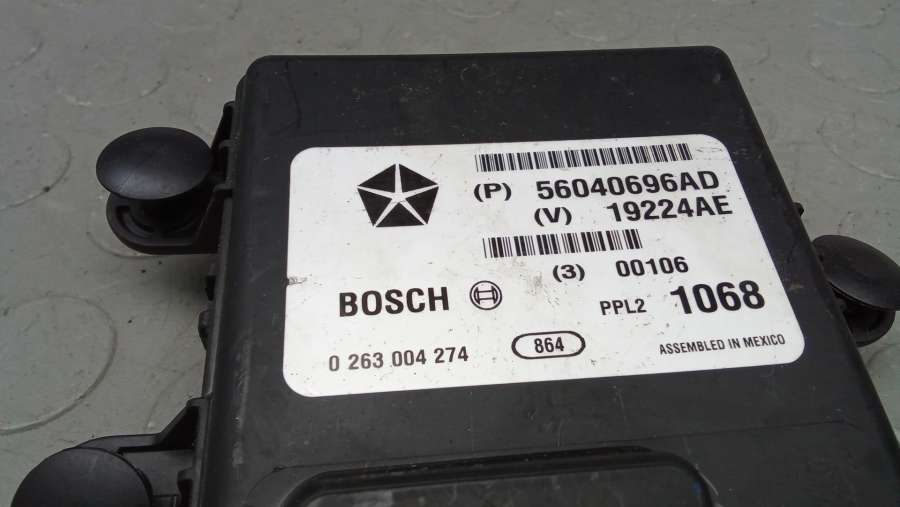 (P) 56040696AD
(V) 19224AE
(3) 00106
BOSCH PPL2 1068
0 263 004 274 864 ASSEMBLED IN MEXICO